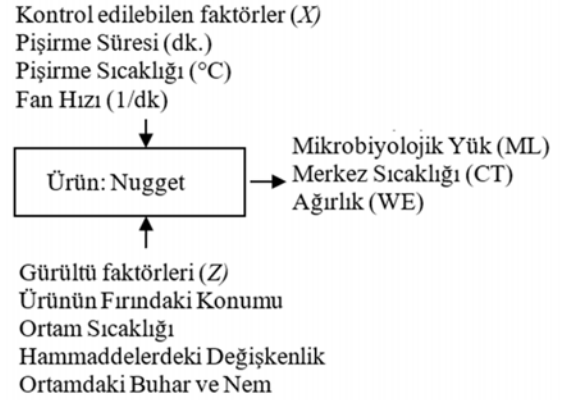 Kontrol edilebilen faktörler (X)
Pişirme Süresi (dk.)
Pişirme Sıcaklığı (°C)
Fan Hızı (1/dk)
Ürün: Nugget
Mikrobiyolojik Yük (ML)
Merkez Sıcaklığı (CT)
Ağırlık (WE)
Gürültü faktörleri (Z)
Ürünün Fırındaki Konumu
Ortam Sıcaklığı
Hammaddelerdeki Değişkenlik
Ortamdaki Buhar ve Nem